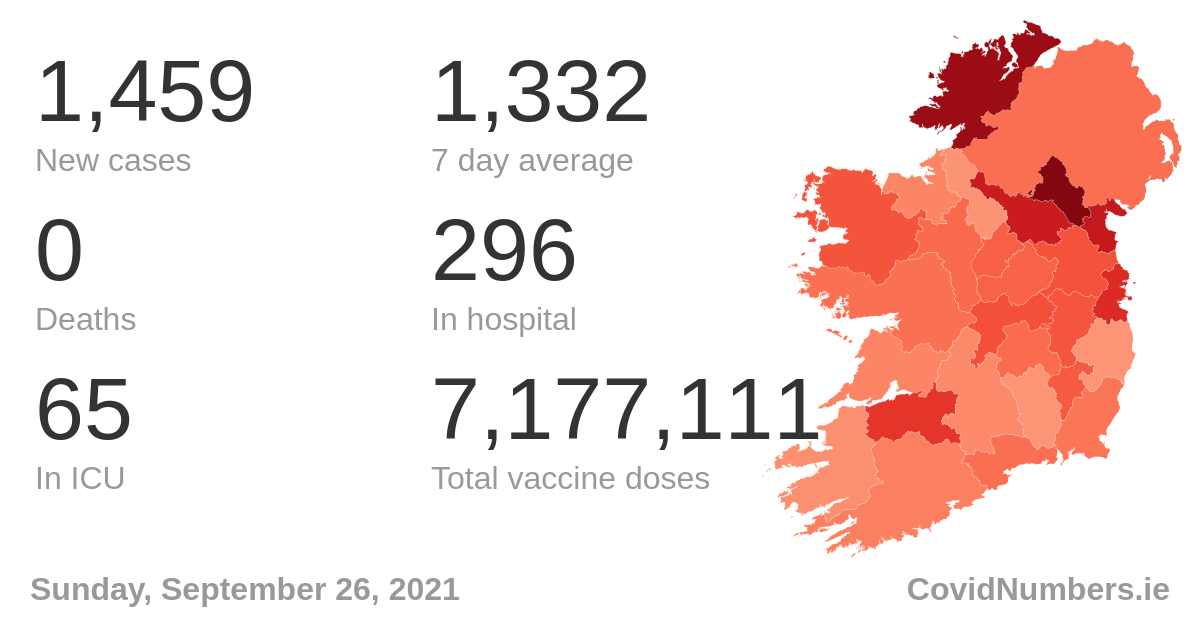 1,459
1,332
New cases
7 day average
0
296
Deaths
In hospital
65
7,177,111
In ICU
Total vaccine doses
Sunday, September 26, 2021
CovidNumbers.ie